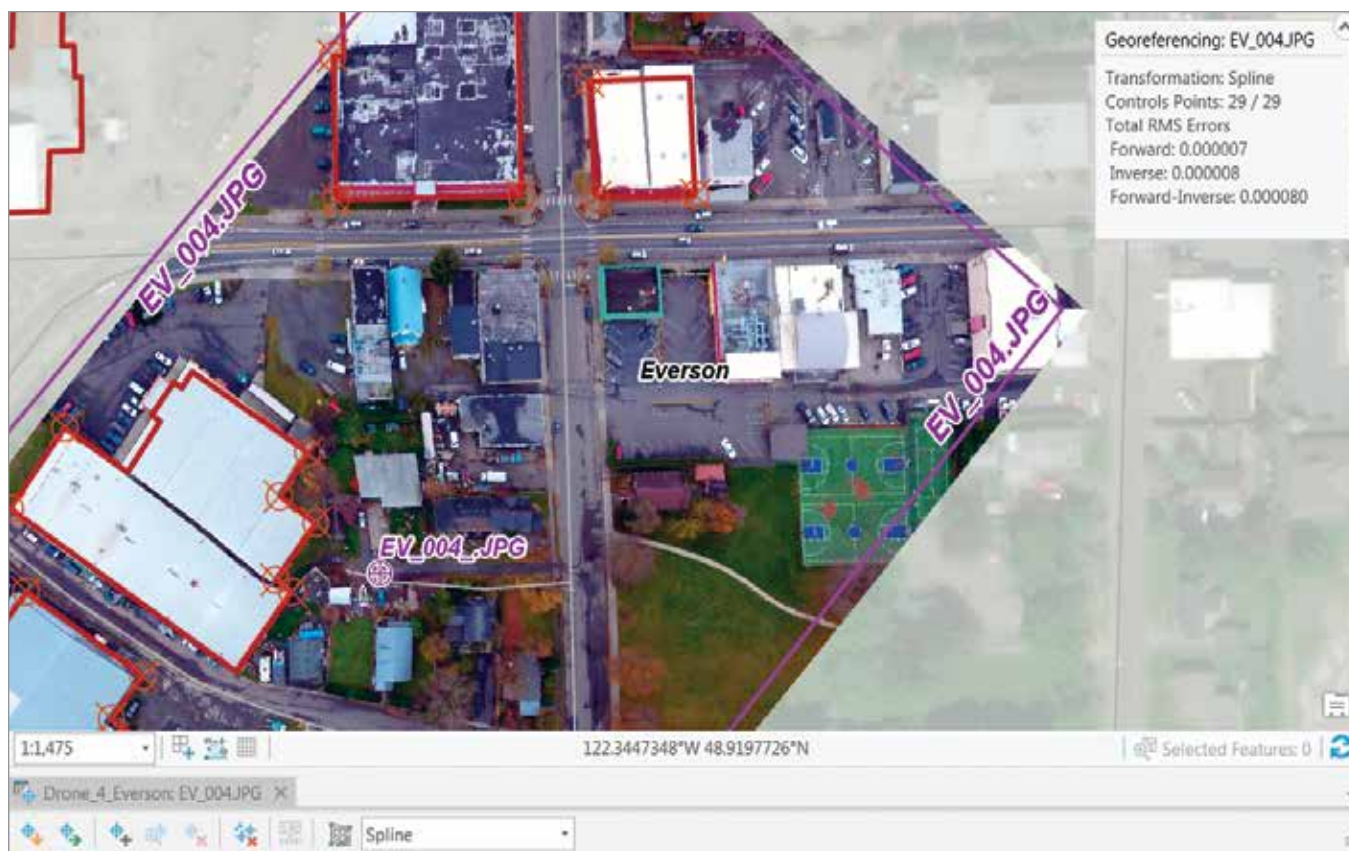 Georeferencing: EV_004.JPG
Transformation: Spline
Controls Points: 29 / 29
Total RMS Errors
Forward: 0.000007
Inverse: 0.000008
Forward-Inverse: 0.000080
EV_004.JPG
EV_004.JPG
Everson
EV_004_.JPG
1:1,475
122.3447348°W 48.9197726°N
Selected Features: 0
Drone_4_Everson: EV_004.JPG
Spline